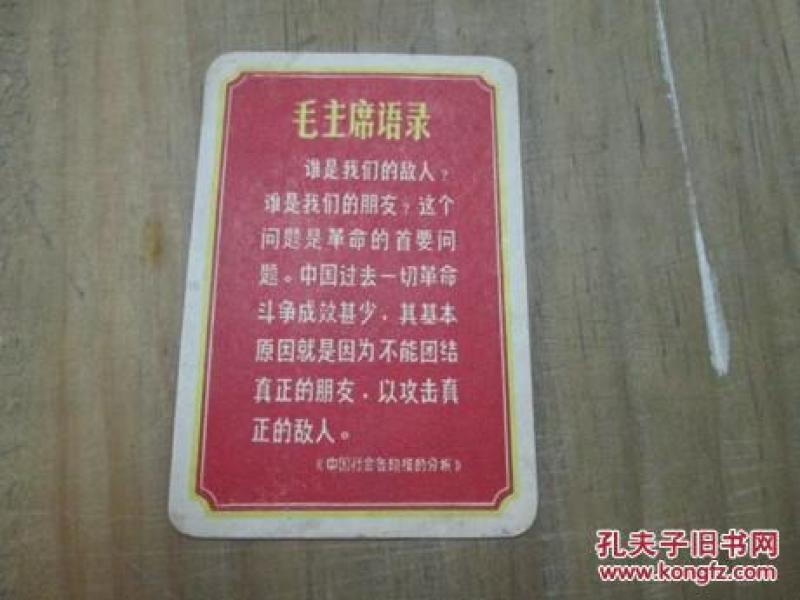 毛主席语录
谁是我们的敌人？
谁是我们的朋友？这个
问题是革命的首要问
题。中国过去一切革命
斗争成效甚少，其基本
原因就是因为不能团结
真正的朋友，以攻击真
正的敌人。
《中国社会各阶级的分析》
孔夫子旧书网
www.kongfz.com